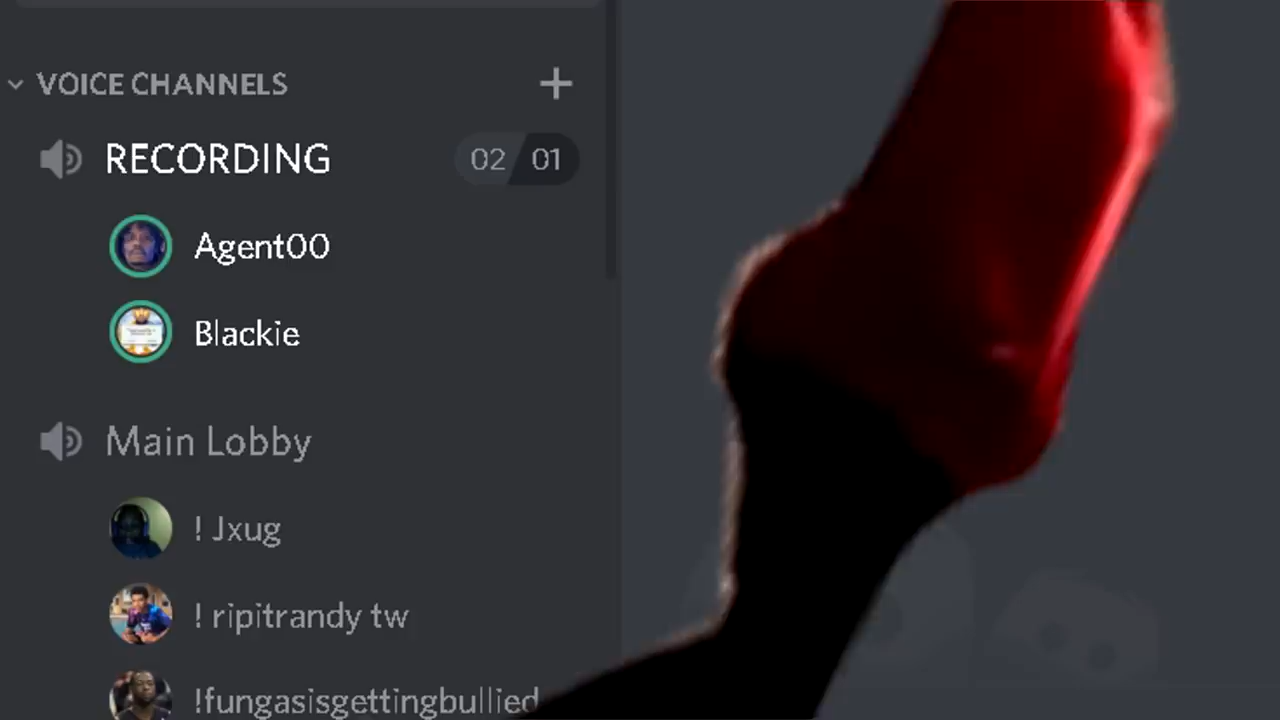 VOICE CHANNELS
RECORDING
02 01
Agent00
Blackie
Main Lobby
! Jxug
! ripitrandy tw
!fungasisgettingbullied